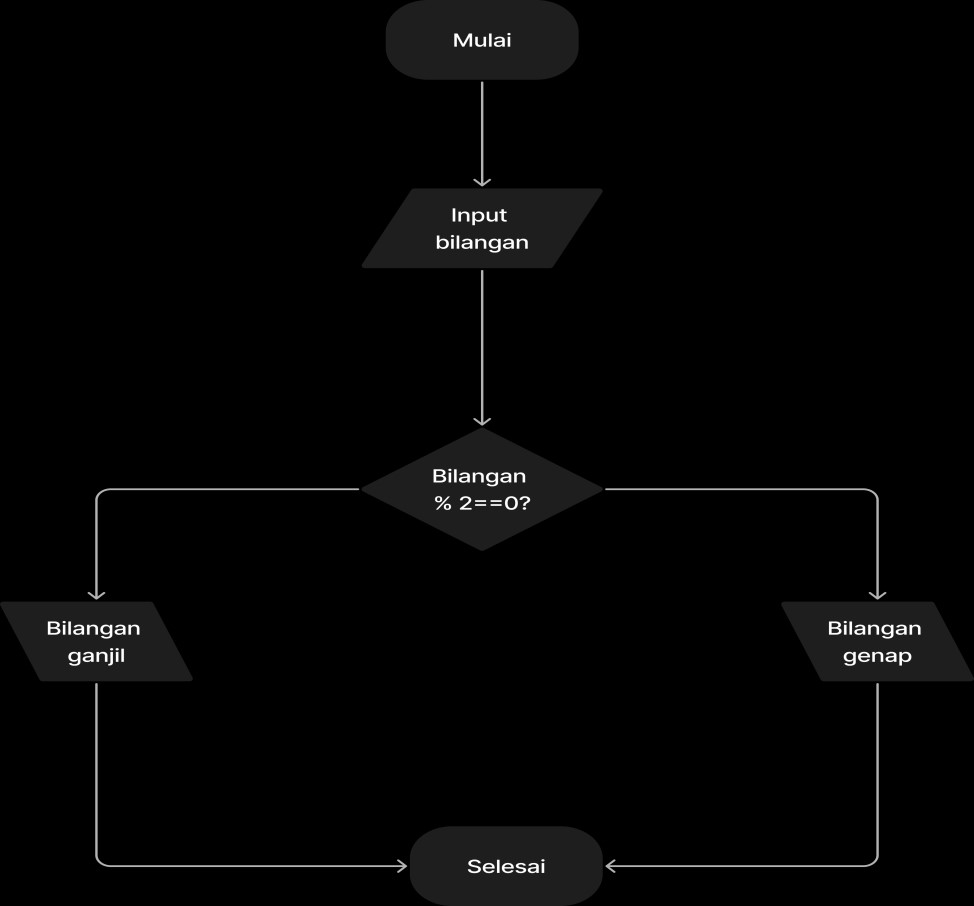 Mulai
Input
bilangan
Bilangan
% 2==0?
Bilangan
ganjil
Bilangan
genap
Selesai